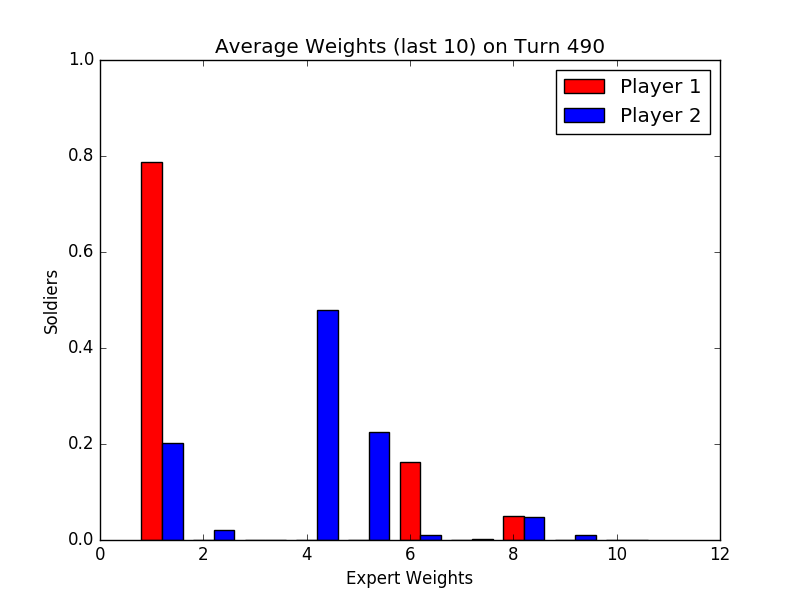 Average Weights (last 10) on Turn 490
Player 1
Player 2
1.0
0.8
0.6
0.4
0.2
0.0
Soldiers
0 2 4 6 8 10 12
Expert Weights